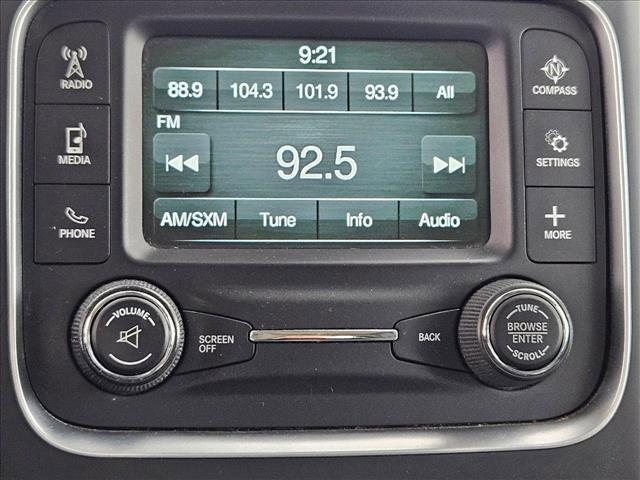 9:21
88.9 104.3 101.9 93.9 All
FM
92.5
AM/SXM Tune Info Audio
RADIO
MEDIA
PHONE
N
COMPASS
SETTINGS
MORE
VOLUME
SCREEN
OFF
BACK
TUNE
BROWSE
ENTER
SCROLL